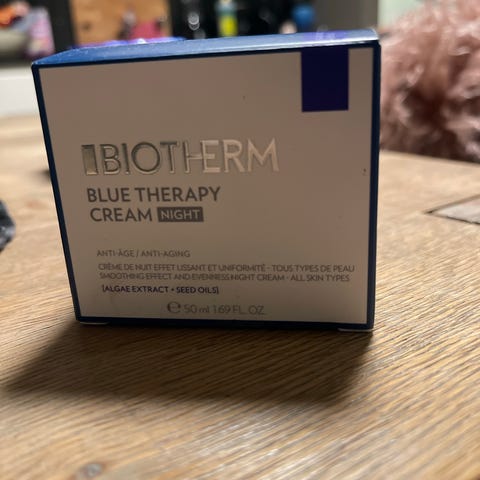 BIOTHERM
BLUE THERAPY
CREAM NIGHT
ANTI-ÂGE / ANTI-AGING
CRÈME DE NUIT EFFET LISSANT ET UNIFORMITÉ - TOUS TYPES DE PEAU
SMOOTHING EFFECT AND EVENNESS NIGHT CREAM - ALL SKIN TYPES
[ALGAE EXTRACT + SEED OILS]
℮ 50 ml 1.69 FL. OZ.